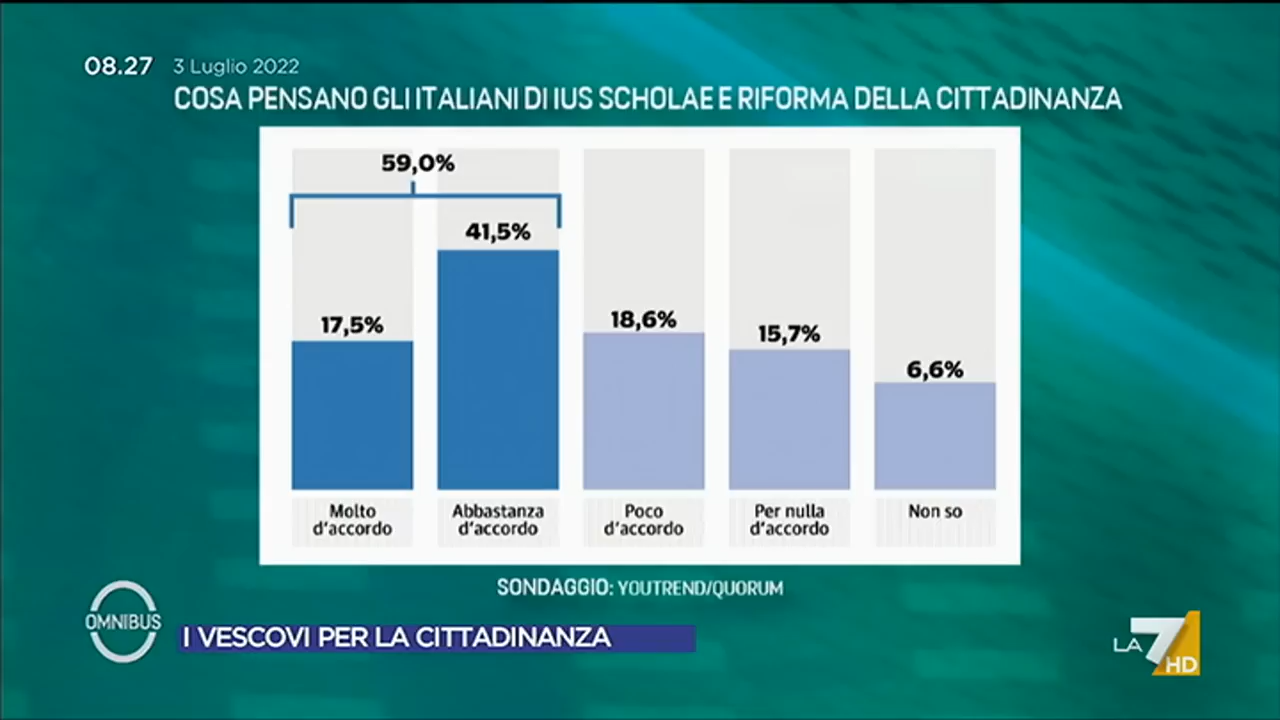 08.27 3 Luglio 2022
COSA PENSANO GLI ITALIANI DI IUS SCHOLAE E RIFORMA DELLA CITTADINANZA
59,0%
17,5%
41,5%
18,6%
15,7%
6,6%
Molto
d'accordo
Abbastanza
d'accordo
Poco
d'accordo
Per nulla
d'accordo
Non so
SONDAGGIO: YOUTREND/QUORUM
OMNIBUS
I VESCOVI PER LA CITTADINANZA
LA 7 HD